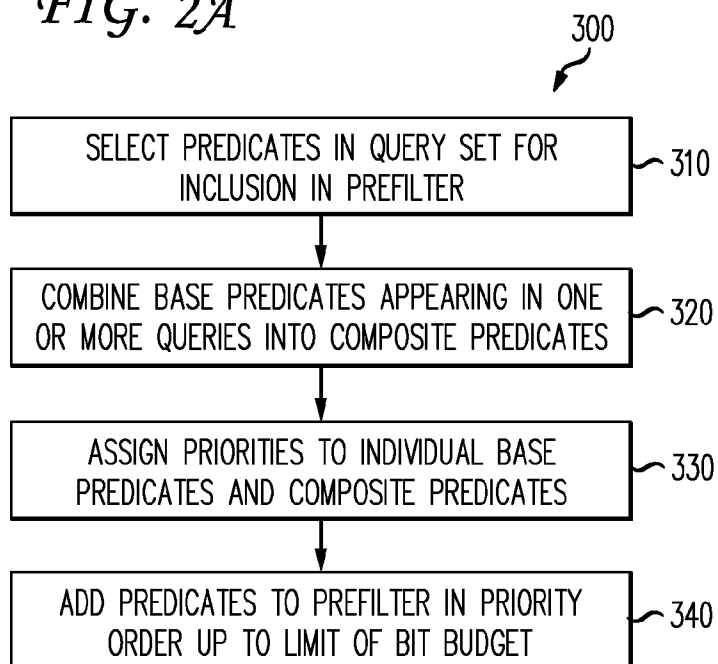 FIG. 2A
300
SELECT PREDICATES IN QUERY SET FOR
INCLUSION IN PREFILTER
310
COMBINE BASE PREDICATES APPEARING IN ONE
OR MORE QUERIES INTO COMPOSITE PREDICATES
320
ASSIGN PRIORITIES TO INDIVIDUAL BASE
PREDICATES AND COMPOSITE PREDICATES
330
ADD PREDICATES TO PREFILTER IN PRIORITY
ORDER UP TO LIMIT OF BIT BUDGET
340